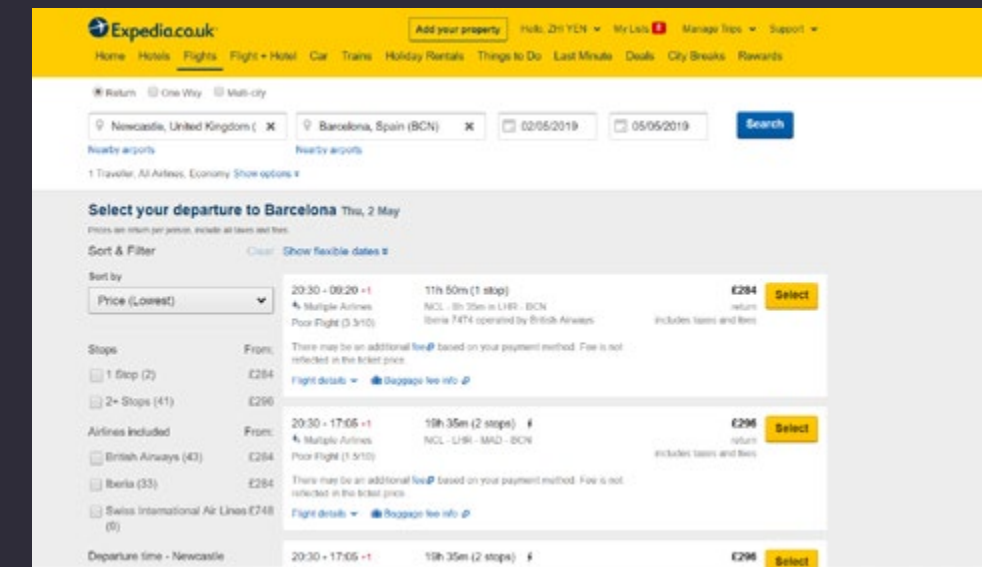 Expedia.co.uk
Add your property Hello, ZHI YEN My Lists Manage Trips Support
Home Hotels Flights Flight + Hotel Car Trains Holiday Rentals Things to Do Last Minute Deals City Breaks Rewards
Return One Way Multi-city
Newcastle, United Kingdom ( Barcelona, Spain (BCN) 02/05/2019 05/05/2019 Search
Nearby airports Nearby airports
1 Traveller, All Airlines, Economy Show options
Select your departure to Barcelona Thu, 2 May
Prices are return per person, include all taxes and fees.
Sort & Filter Clear Show flexible dates
Sort by
Price (Lowest)
20:30 - 09:20 +1 11h 50m (1 stop) £284 Select
Multiple Airlines NCL - 8h 35m in LHR - BCN return
Poor Flight (3.5/10) Iberia 7474 operated by British Airways includes taxes and fees
There may be an additional fee based on your payment method. Fee is not
reflected in the ticket price.
Flight details Baggage fee info
Stops From:
1 Stop (2) £284
2+ Stops (41) £296
Airlines included From:
British Airways (43) £284
Iberia (33) £284
Swiss International Air Lines £748
20:30 - 17:05 +1 19h 35m (2 stops) £296 Select
Multiple Airlines NCL - LHR - MAD - BCN return
Poor Flight (1.5/10) includes taxes and fees
There may be an additional fee based on your payment method. Fee is not
reflected in the ticket price.
Flight details Baggage fee info
Departure time - Newcastle
20:30 - 17:05 +1 19h 35m (2 stops) £296 Select